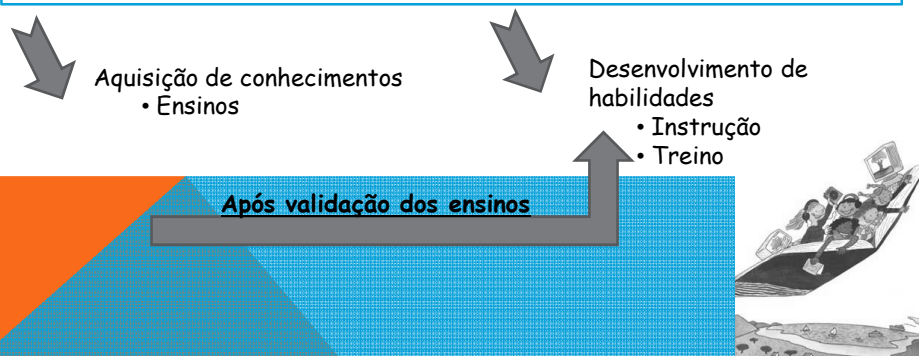 Aquisição de conhecimentos
• Ensinos
Desenvolvimento de
habilidades
• Instrução
• Treino
Após validação dos ensinos